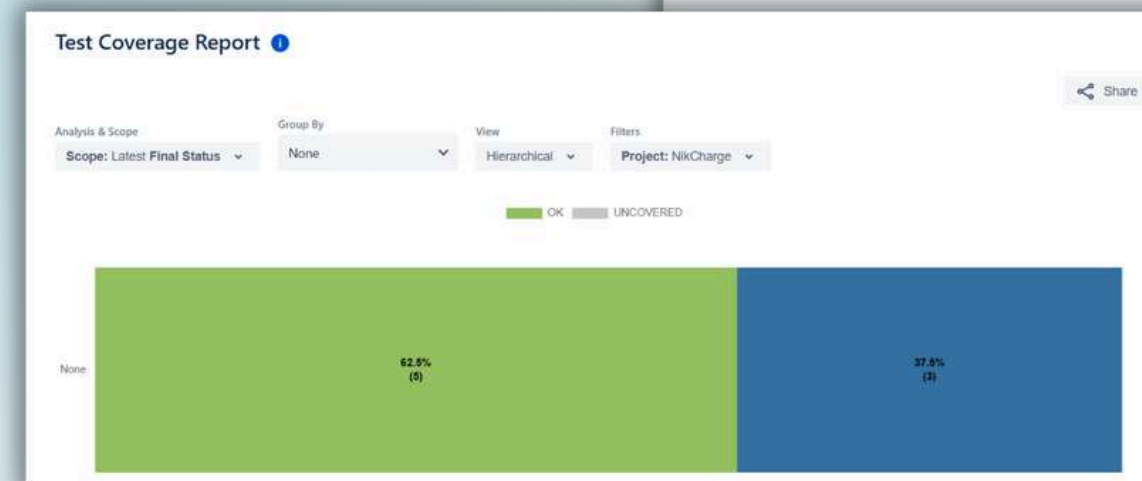 Test Coverage Report
Share
Analysis & Scope
Group By
View
Filters
Scope: Latest Final Status
None
Hierarchical
Project: NikCharge
OK
UNCOVERED
None
62.5%
(5)
37.5%
(3)